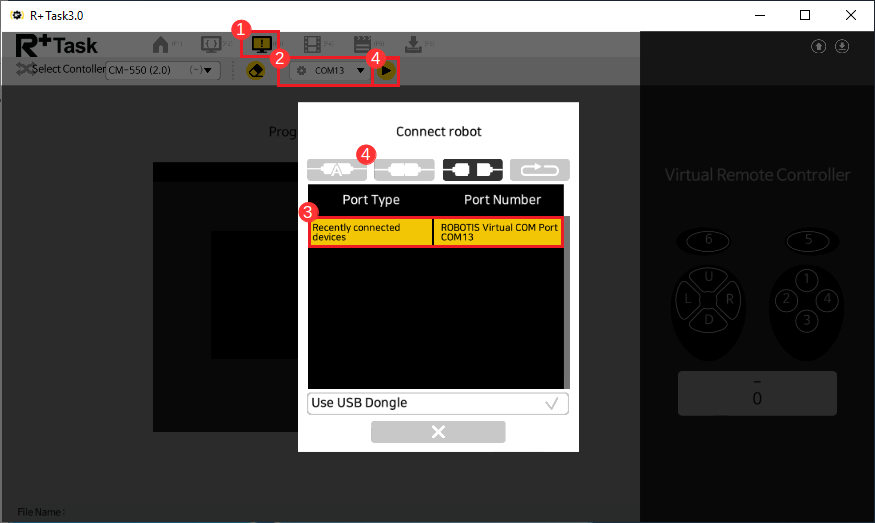 R+Task3.0
1
R+Task
2
4
Select Contoller
CM-550 (2.0)
(-)
COM13
Prog
Connect robot
4
A
Port Type
Port Number
3
Recently connected
devices
ROBOTIS Virtual COM Port
COM13
Use USB Dongle
Virtual Remote Controller
6
5
U
L
R
D
1
2
4
3
-
0
File Name :